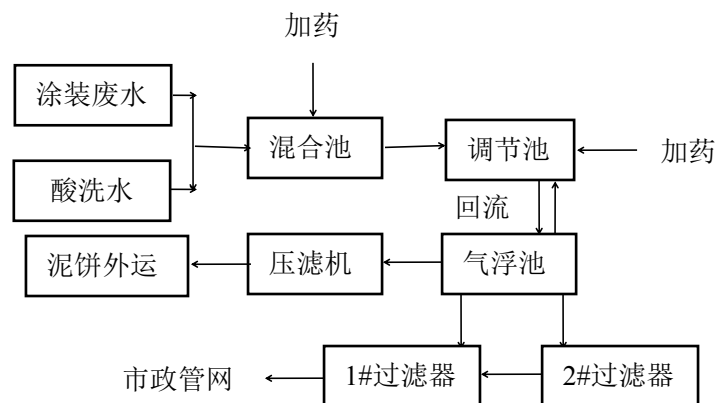 加药
涂装废水
混合池
调节池
加药
酸洗水
回流
泥饼外运
压滤机
气浮池
市政管网
1#过滤器
2#过滤器